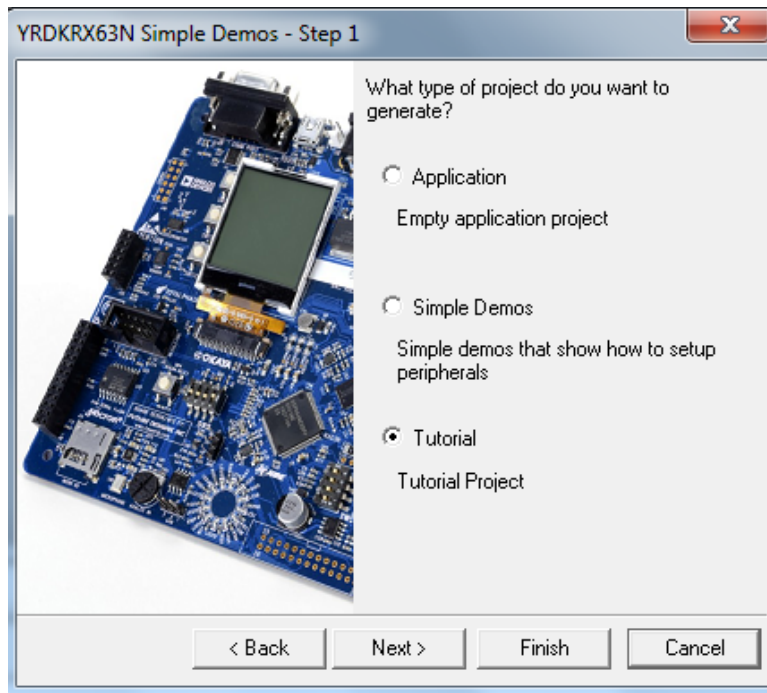 YRDKRX63N Simple Demos - Step 1
What type of project do you want to
generate?
Application
Empty application project
Simple Demos
Simple demos that show how to setup
peripherals
Tutorial
Tutorial Project
OKAYA
< Back
Next >
Finish
Cancel